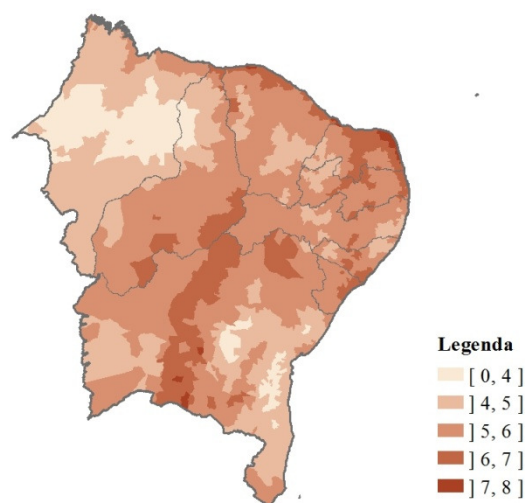 Legenda
[ 0, 4 ]
] 4, 5 ]
] 5, 6 ]
] 6, 7 ]
] 7, 8 ]